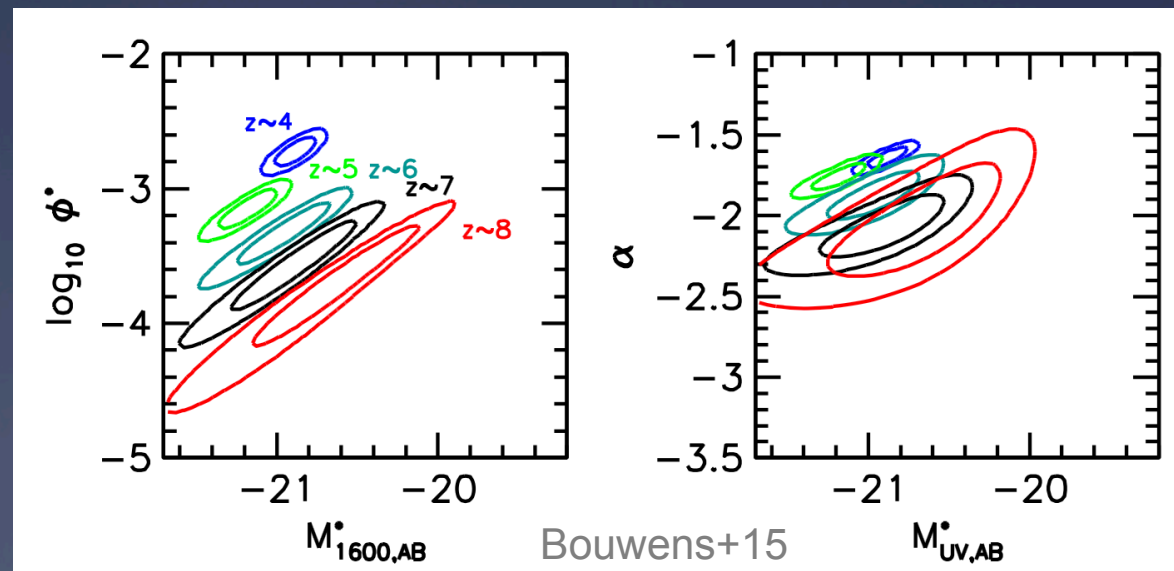 −2
−3
−4
−5
log₁₀ ϕ*
z~4
z~5
z~6
z~7
z~8
−21
−20
M*1600,AB
−1
−1.5
−2
−2.5
−3
−3.5
α
−21
−20
M*UV,AB
Bouwens+15